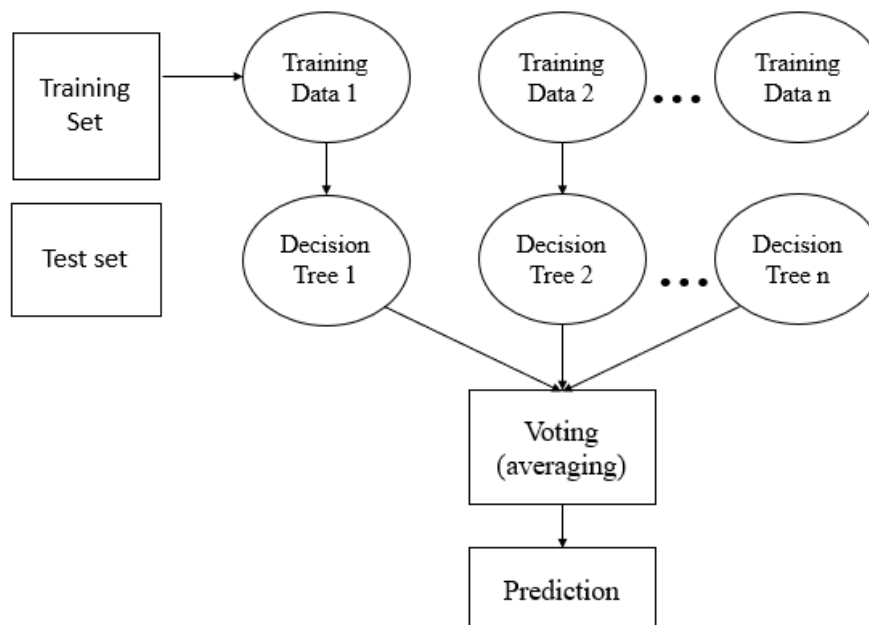 Training
Set
Training
Data 1
Training
Data 2
...
Training
Data n
Test set
Decision
Tree 1
Decision
Tree 2
...
Decision
Tree n
Voting
(averaging)
Prediction